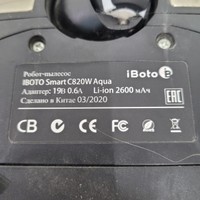 Робот-пылесос
IBOTO Smart C820W Aqua
Адаптер: 19В 0.6А Li-ion 2600 мАч
Сделано в Китае 03/2020
iBoto
EAC
CB FC CE